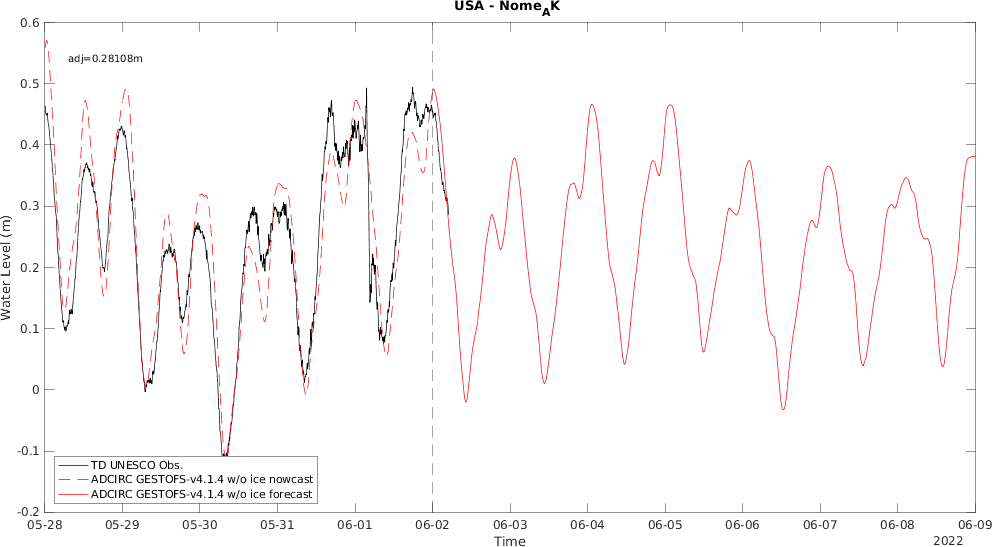 USA - Nome_AK
adj=0.28108m
0.6
0.5
0.4
0.3
0.2
0.1
0
-0.1
-0.2
Water Level (m)
TD UNESCO Obs.
ADCIRC GESTOFS-v4.1.4 w/o ice nowcast
ADCIRC GESTOFS-v4.1.4 w/o ice forecast
05-28 05-29 05-30 05-31 06-01 06-02 06-03 06-04 06-05 06-06 06-07 06-08 06-09
Time
2022